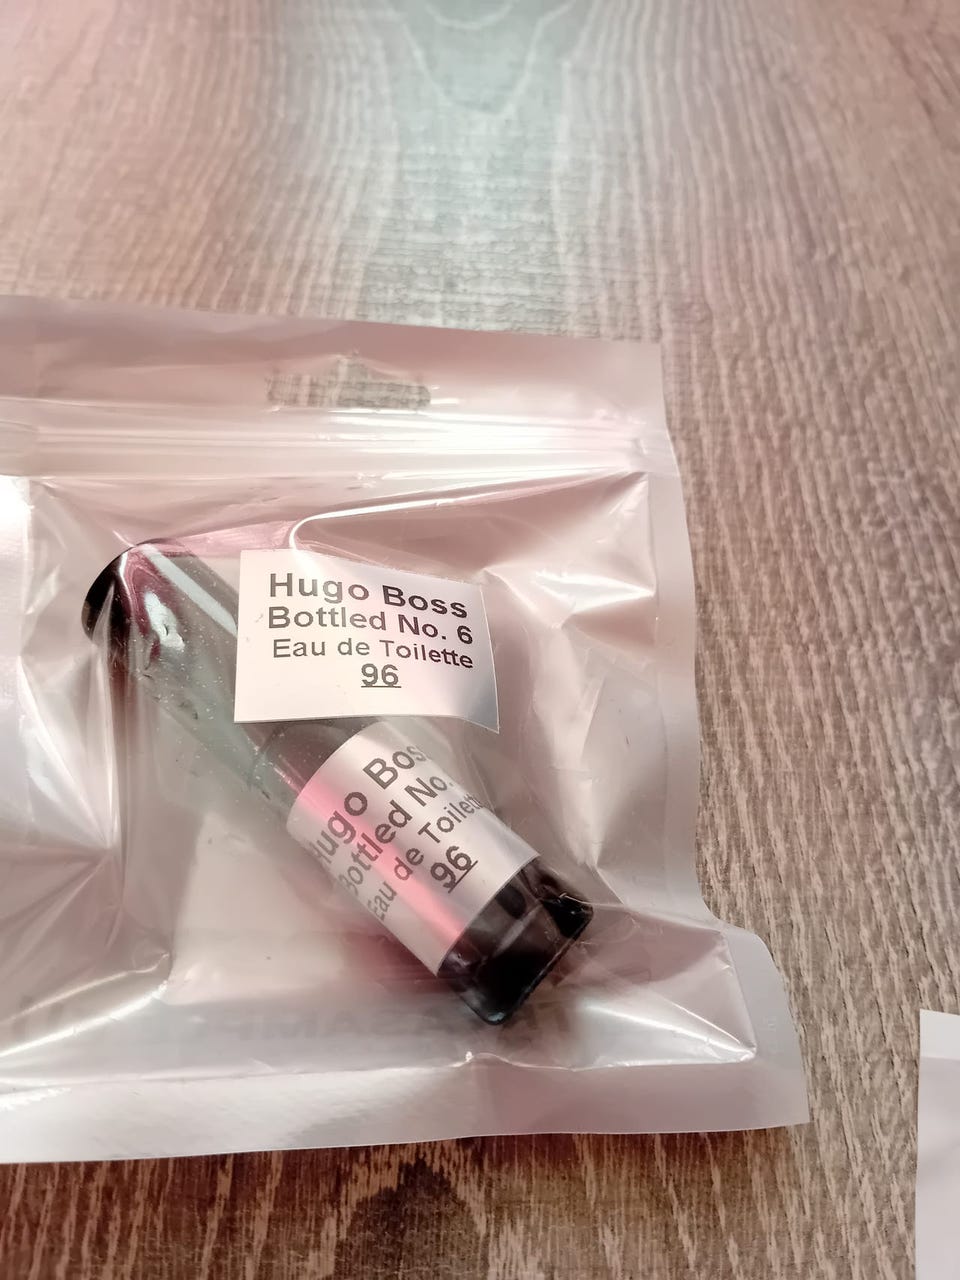 Hugo Boss
Bottled No. 6
Eau de Toilette
96
Hugo Boss
Bottled No.
Eau de Toilette
96